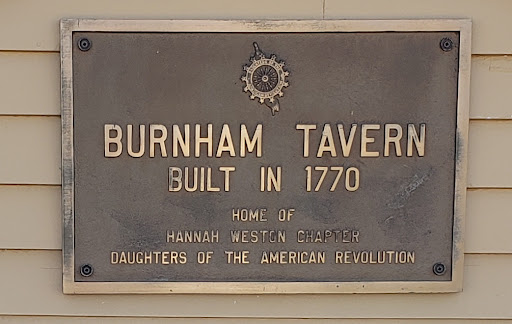 BURNHAM TAVERN
BUILT IN 1770
HOME OF
HANNAH WESTON CHAPTER
DAUGHTERS OF THE AMERICAN REVOLUTION